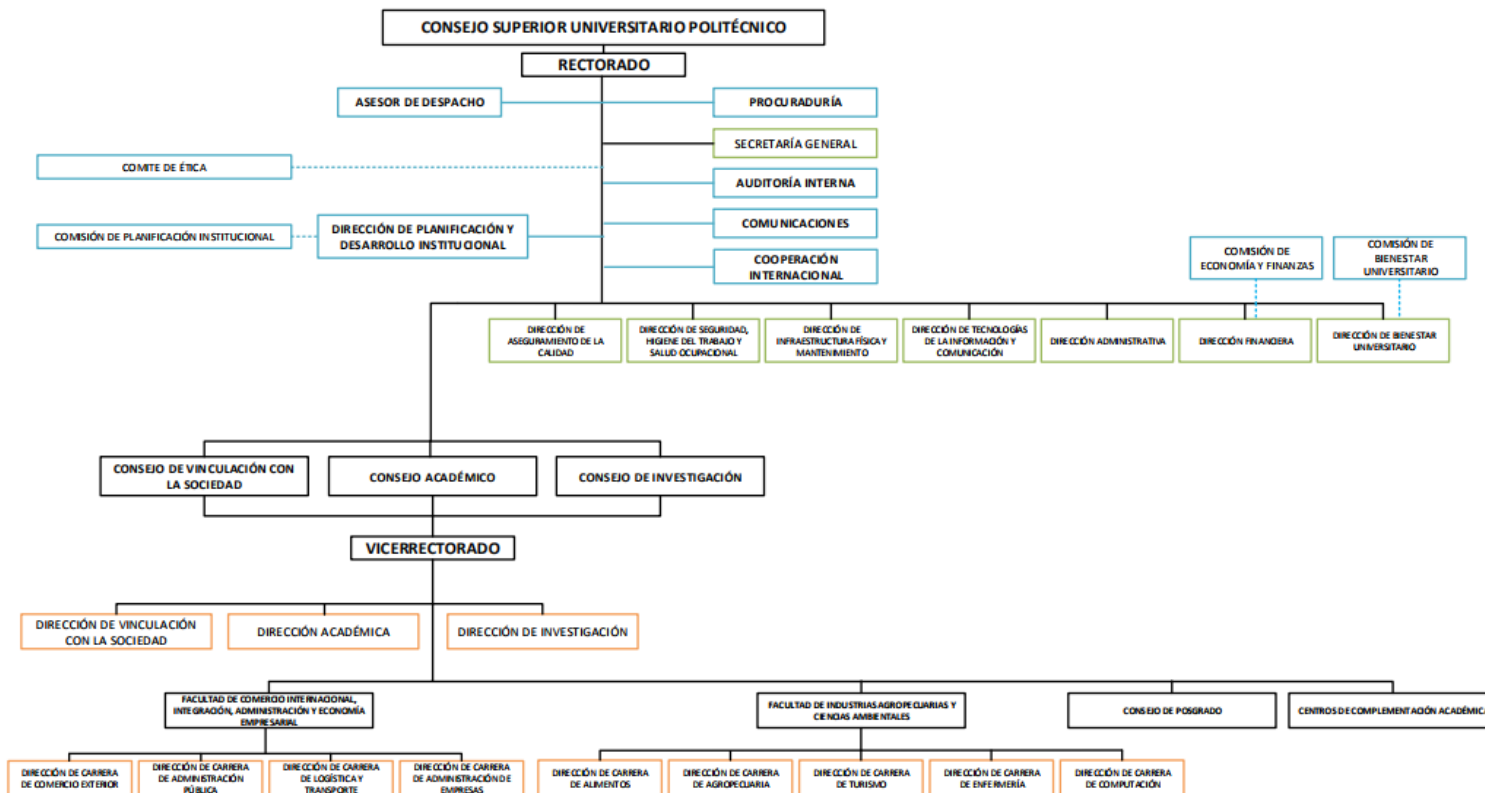 CONSEJO SUPERIOR UNIVERSITARIO POLITÉCNICO
RECTORADO
ASESOR DE DESPACHO
PROCURADURÍA
SECRETARÍA GENERAL
COMITE DE ÉTICA
AUDITORÍA INTERNA
COMISIÓN DE PLANIFICACIÓN INSTITUCIONAL
DIRECCIÓN DE PLANIFICACIÓN Y
DESARROLLO INSTITUCIONAL
COMUNICACIONES
COOPERACIÓN
INTERNACIONAL
COMISIÓN DE
ECONOMÍA Y FINANZAS
COMISIÓN DE
BIENESTAR
UNIVERSITARIO
DIRECCIÓN DE
ASEGURAMIENTO DE LA
CALIDAD
DIRECCIÓN DE SEGURIDAD,
HIGIENE DEL TRABAJO Y
SALUD OCUPACIONAL
DIRECCIÓN DE
INFRAESTRUCTURA FÍSICA Y
MANTENIMIENTO
DIRECCIÓN DE TECNOLOGÍAS
DE LA INFORMACIÓN Y
COMUNICACIÓN
DIRECCIÓN ADMINISTRATIVA
DIRECCIÓN FINANCIERA
DIRECCIÓN DE BIENESTAR
UNIVERSITARIO
CONSEJO DE VINCULACIÓN CON
LA SOCIEDAD
CONSEJO ACADÉMICO
CONSEJO DE INVESTIGACIÓN
VICERRECTORADO
DIRECCIÓN DE VINCULACIÓN
CON LA SOCIEDAD
DIRECCIÓN ACADÉMICA
DIRECCIÓN DE INVESTIGACIÓN
FACULTAD DE COMERCIO INTERNACIONAL,
INTEGRACIÓN, ADMINISTRACIÓN Y ECONOMÍA
EMPRESARIAL
FACULTAD DE INDUSTRIAS AGROPECUARIAS Y
CIENCIAS AMBIENTALES
CONSEJO DE POSGRADO
CENTROS DE COMPLEMENTACIÓN ACADÉMICA
DIRECCIÓN DE CARRERA
DE COMERCIO EXTERIOR
DIRECCIÓN DE CARRERA
DE ADMINISTRACIÓN
PÚBLICA
DIRECCIÓN DE CARRERA
DE LOGÍSTICA Y
TRANSPORTE
DIRECCIÓN DE CARRERA
DE ADMINISTRACIÓN DE
EMPRESAS
DIRECCIÓN DE CARRERA
DE ALIMENTOS
DIRECCIÓN DE CARRERA
DE AGROPECUARIA
DIRECCIÓN DE CARRERA
DE TURISMO
DIRECCIÓN DE CARRERA
DE ENFERMERÍA
DIRECCIÓN DE CARRERA
DE COMPUTACIÓN